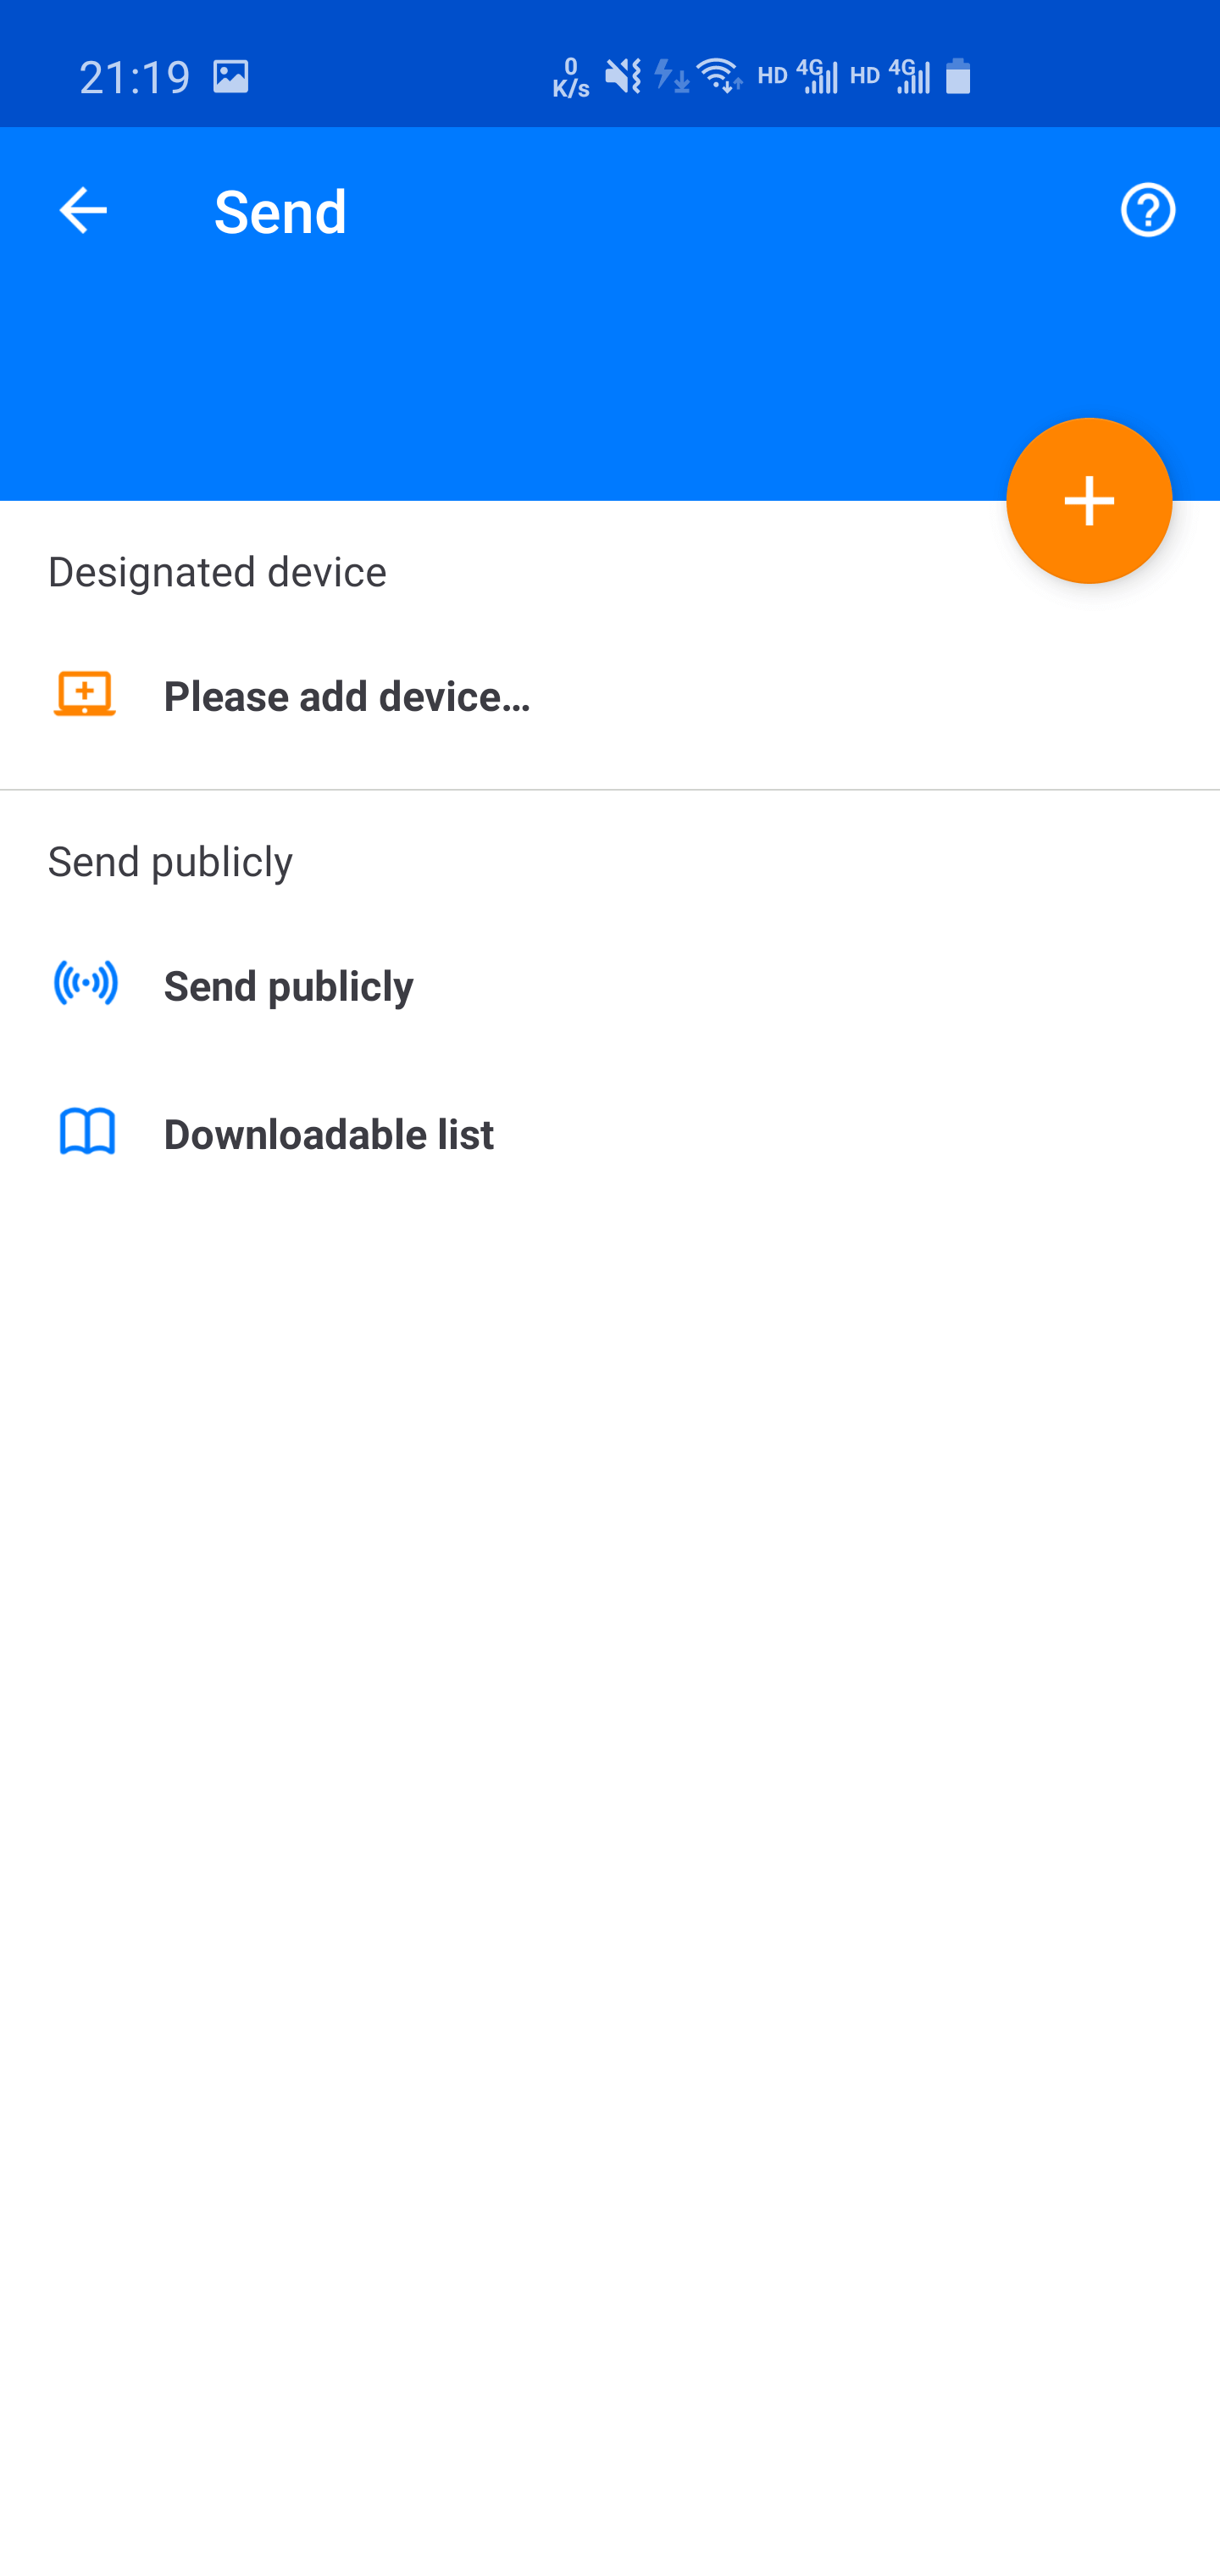 21:19 0 K/s HD 4G HD 4G
Send
Designated device
Please add device...
Send publicly
Send publicly
Downloadable list